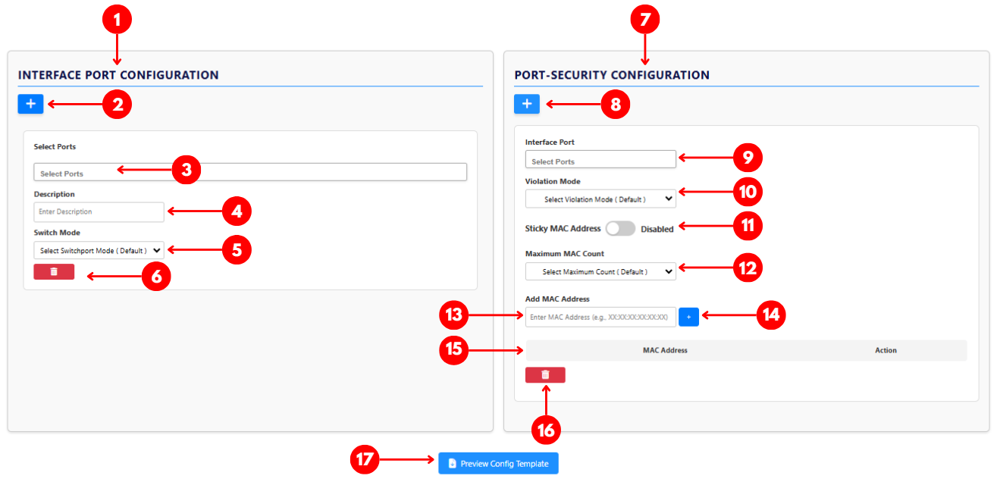 1
7
INTERFACE PORT CONFIGURATION
+
2
Select Ports
Select Ports
3
Description
Enter Description
4
Switch Mode
Select Switchport Mode ( Default )
5
6
PORT-SECURITY CONFIGURATION
+
8
Interface Port
Select Ports
9
Violation Mode
Select Violation Mode ( Default )
10
Sticky MAC Address Disabled
11
Maximum MAC Count
Select Maximum Count ( Default )
12
Add MAC Address
13
Enter MAC Address (e.g., XX:XX:XX:XX:XX:XX)
+
14
15
MAC Address Action
16
17
Preview Config Template